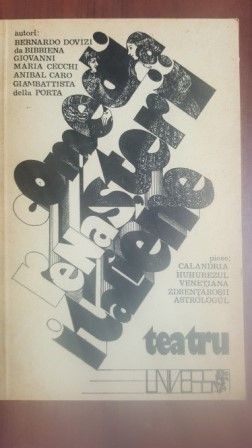 autori:
BERNARDO DOVIZI
da BIBBIENA
GIOVANNI
MARIA CECCHI
ANIBAL CARO
GIAMBATTISTA
della PORTA
comedii
renașterii
italiene
piese:
CALANDRIA
HUHUREZUL
VENEȚIANA
ZDRENȚĂROȘII
ASTROLOGUL
teatru
UNIVERS